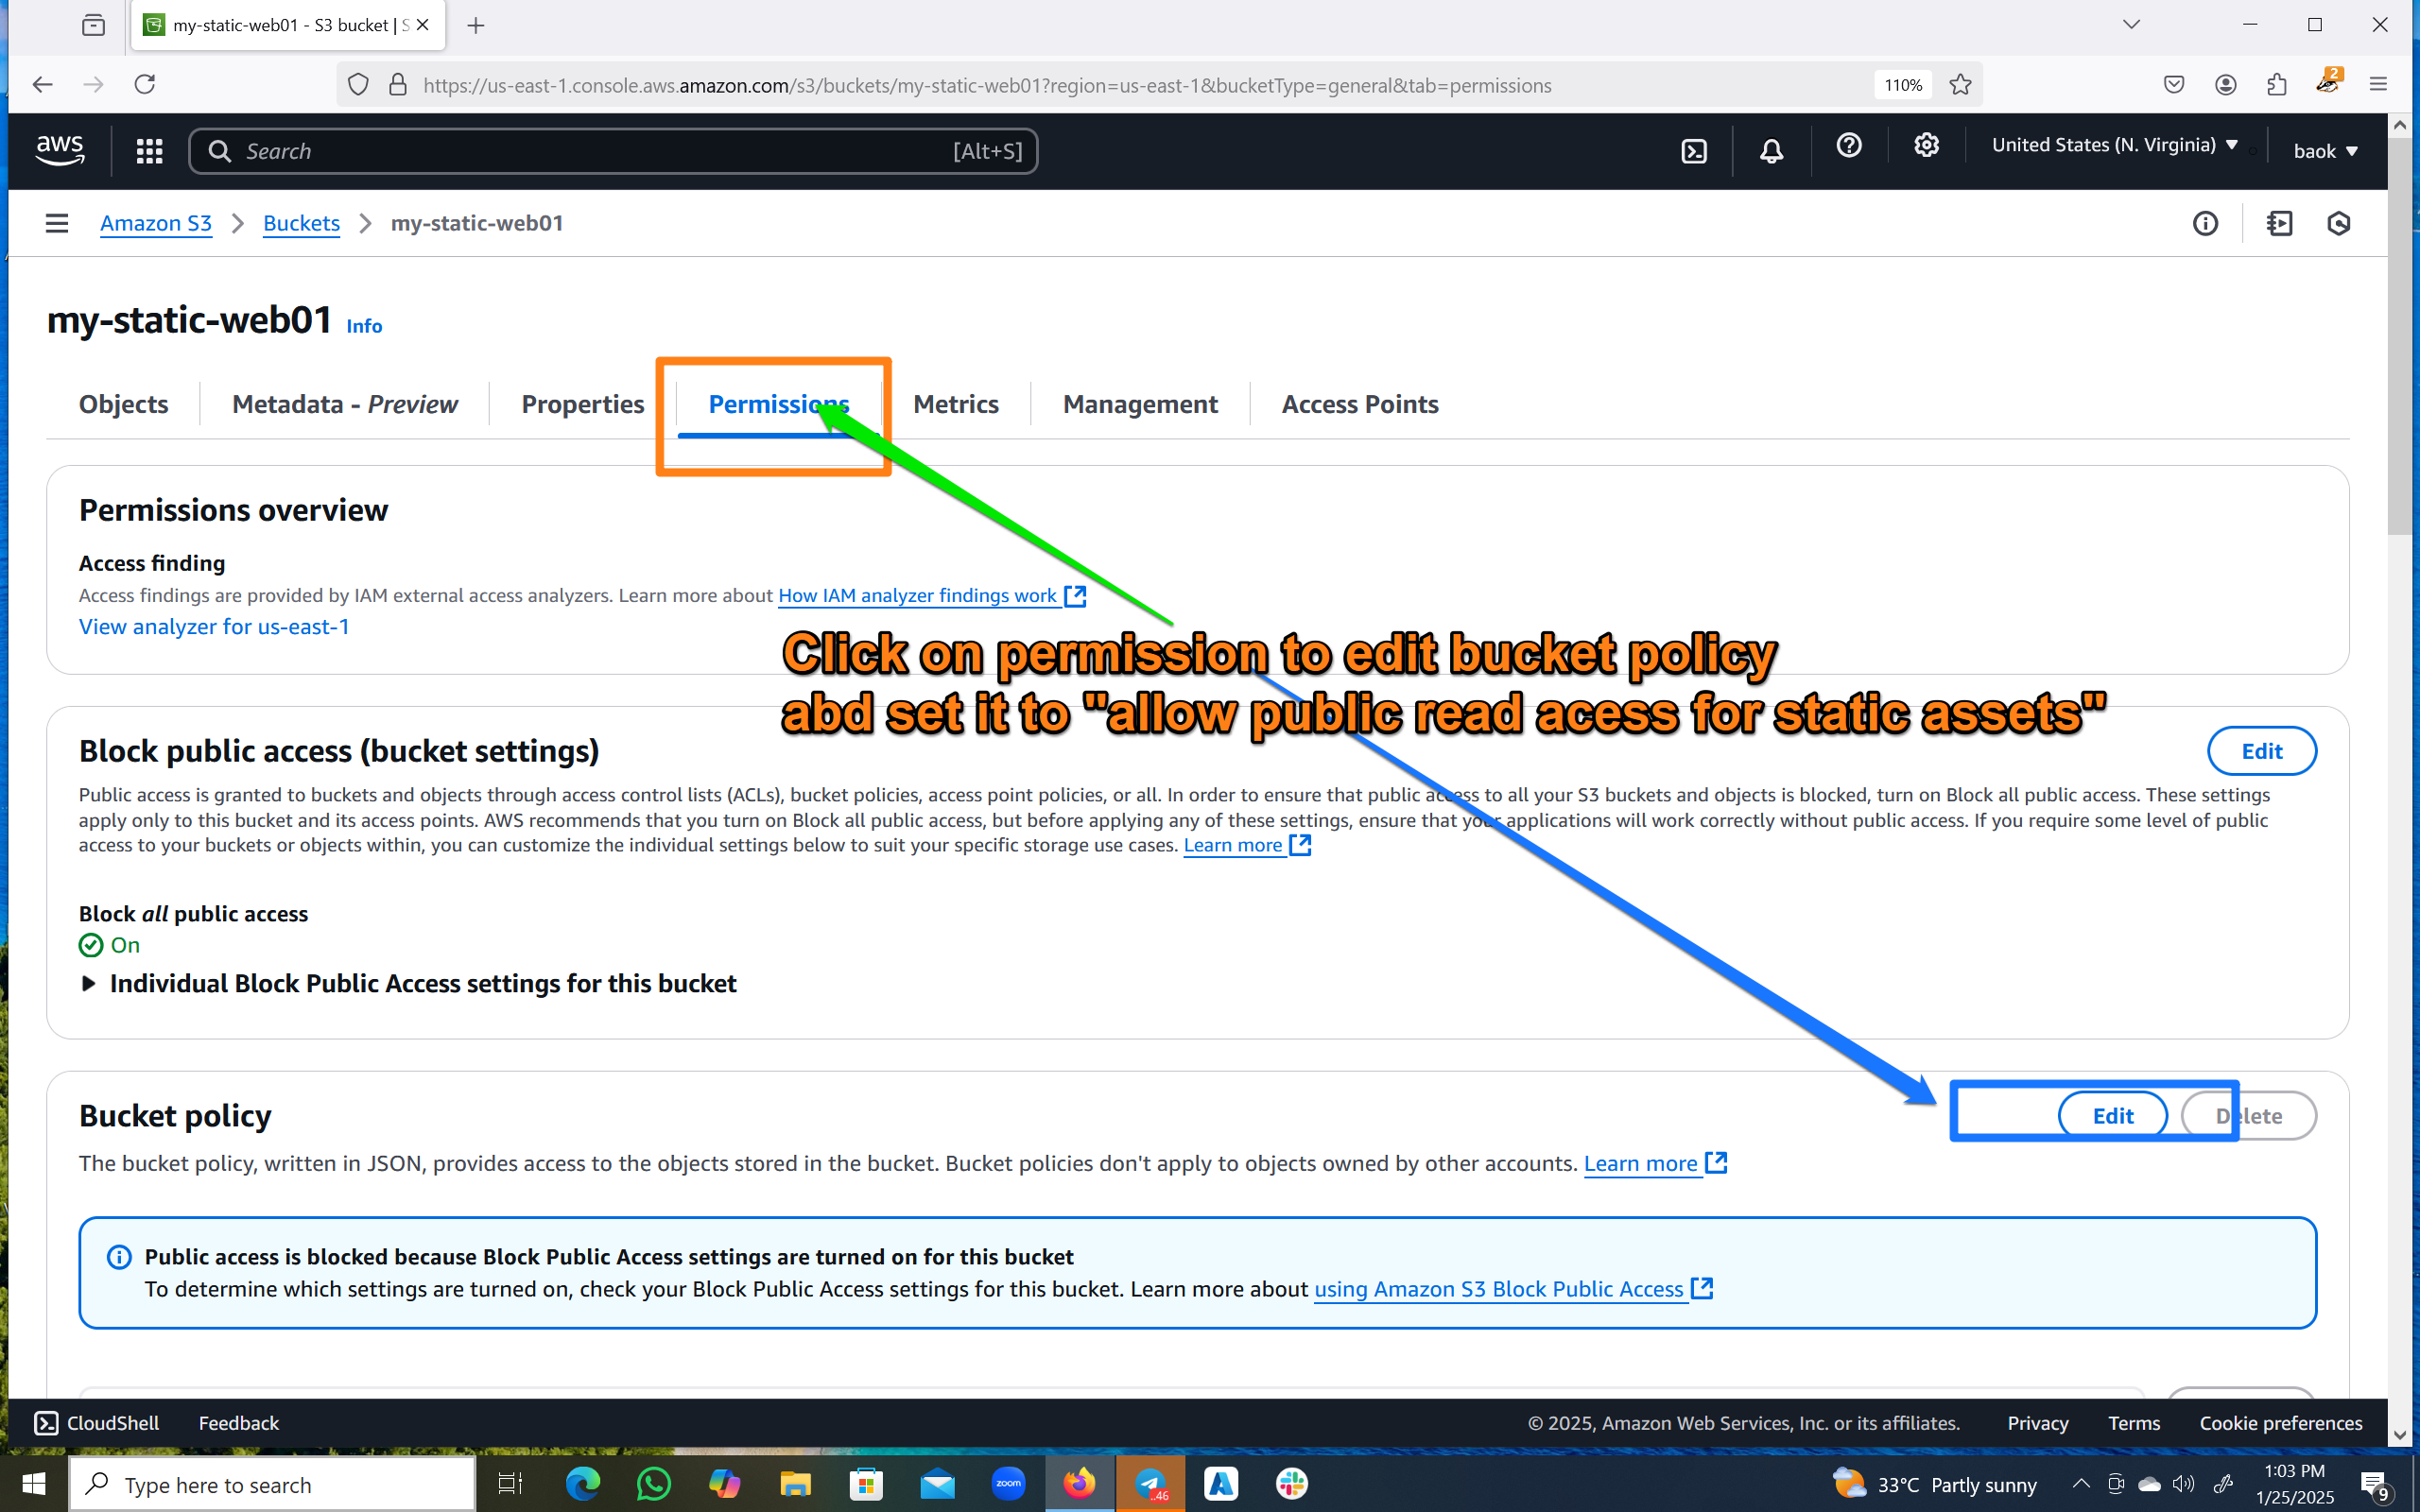 my-static-web01 - S3 bucket | S
https://us-east-1.console.aws.amazon.com/s3/buckets/my-static-web01?region=us-east-1&bucketType=general&tab=permissions
110%
2
aws
Search
[Alt+S]
United States (N. Virginia)
baok
Amazon S3 > Buckets > my-static-web01
my-static-web01 Info
Objects
Metadata - Preview
Properties
Permissions
Metrics
Management
Access Points
Permissions overview
Access finding
Access findings are provided by IAM external access analyzers. Learn more about How IAM analyzer findings work
View analyzer for us-east-1
Click on permission to edit bucket policy
abd set it to "allow public read acess for static assets"
Block public access (bucket settings)
Edit
Public access is granted to buckets and objects through access control lists (ACLs), bucket policies, access point policies, or all. In order to ensure that public access to all your S3 buckets and objects is blocked, turn on Block all public access. These settings
apply only to this bucket and its access points. AWS recommends that you turn on Block all public access, but before applying any of these settings, ensure that your applications will work correctly without public access. If you require some level of public
access to your buckets or objects within, you can customize the individual settings below to suit your specific storage use cases. Learn more
Block all public access
On
Individual Block Public Access settings for this bucket
Bucket policy
Edit
Delete
The bucket policy, written in JSON, provides access to the objects stored in the bucket. Bucket policies don't apply to objects owned by other accounts. Learn more
Public access is blocked because Block Public Access settings are turned on for this bucket
To determine which settings are turned on, check your Block Public Access settings for this bucket. Learn more about using Amazon S3 Block Public Access
CloudShell
Feedback
© 2025, Amazon Web Services, Inc. or its affiliates.
Privacy
Terms
Cookie preferences
Type here to search
zoom
..46
33°C Partly sunny
1:03 PM
1/25/2025
9